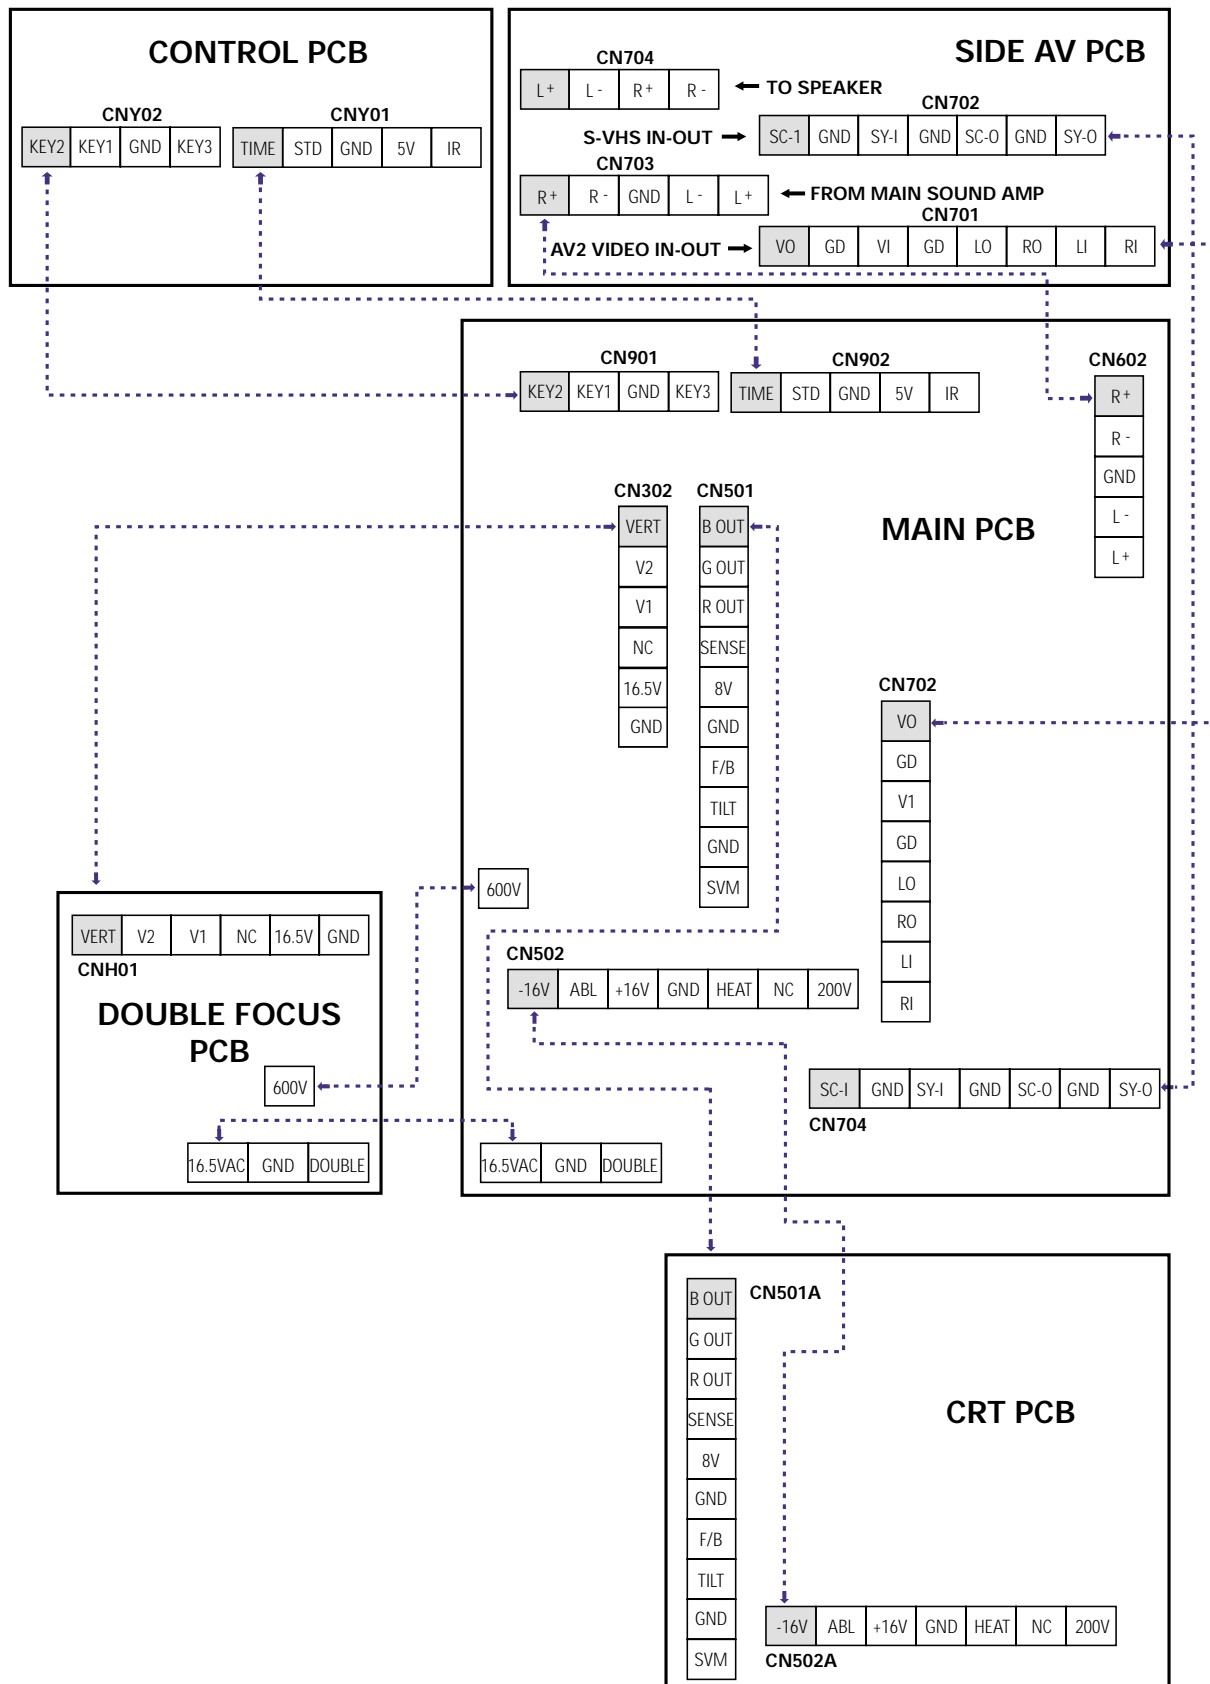 CONTROL PCB
CNY02
KEY2 KEY1 GND KEY3
CNY01
TIME STD GND 5V IR
SIDE AV PCB
CN704
L+ L- R+ R- TO SPEAKER
CN702
S-VHS IN-OUT SC-1 GND SY-I GND SC-O GND SY-O
CN703
R+ R- GND L- L+ FROM MAIN SOUND AMP
CN701
AV2 VIDEO IN-OUT VO GD VI GD LO RO LI RI
CN901
KEY2 KEY1 GND KEY3
CN902
TIME STD GND 5V IR
CN602
R+
R-
GND
L-
L+
MAIN PCB
CN302
VERT
V2
V1
NC
16.5V
GND
CN501
B OUT
G OUT
R OUT
SENSE
8V
GND
F/B
TILT
GND
SVM
CN702
VO
GD
V1
GD
LO
RO
LI
RI
600V
CN502
-16V ABL +16V GND HEAT NC 200V
SC-I GND SY-I GND SC-O GND SY-O
CN704
16.5VAC GND DOUBLE
VERT V2 V1 NC 16.5V GND
CNH01
DOUBLE FOCUS
PCB
600V
16.5VAC GND DOUBLE
CN501A
B OUT
G OUT
R OUT
SENSE
8V
GND
F/B
TILT
GND
SVM
CRT PCB
-16V ABL +16V GND HEAT NC 200V
CN502A